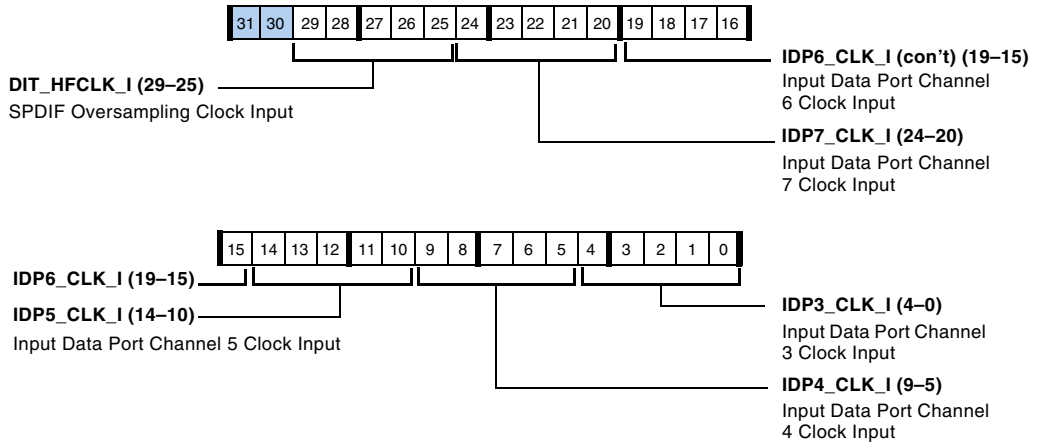 31 30 29 28 27 26 25 24 23 22 21 20 19 18 17 16
IDP6_CLK_I (con't) (19–15)
Input Data Port Channel
6 Clock Input
DIT_HFCLK_I (29–25)
SPDIF Oversampling Clock Input
IDP7_CLK_I (24–20)
Input Data Port Channel
7 Clock Input
15 14 13 12 11 10 9 8 7 6 5 4 3 2 1 0
IDP6_CLK_I (19–15)
IDP5_CLK_I (14–10)
Input Data Port Channel 5 Clock Input
IDP3_CLK_I (4–0)
Input Data Port Channel
3 Clock Input
IDP4_CLK_I (9–5)
Input Data Port Channel
4 Clock Input